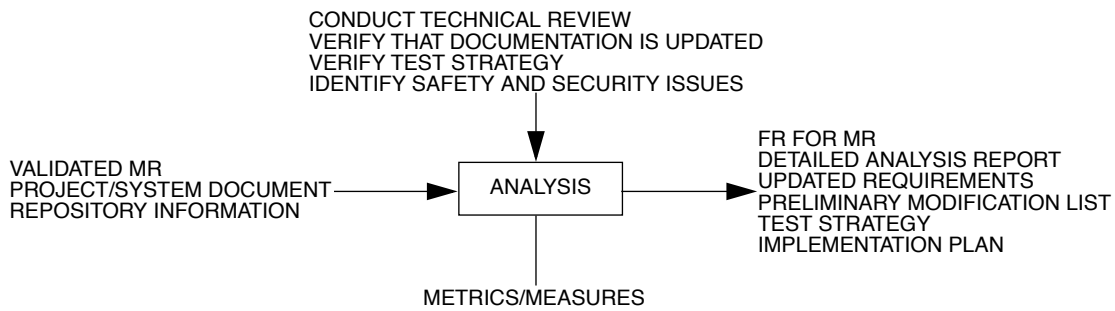 CONDUCT TECHNICAL REVIEW
VERIFY THAT DOCUMENTATION IS UPDATED
VERIFY TEST STRATEGY
IDENTIFY SAFETY AND SECURITY ISSUES
VALIDATED MR
PROJECT/SYSTEM DOCUMENT
REPOSITORY INFORMATION
ANALYSIS
FR FOR MR
DETAILED ANALYSIS REPORT
UPDATED REQUIREMENTS
PRELIMINARY MODIFICATION LIST
TEST STRATEGY
IMPLEMENTATION PLAN
METRICS/MEASURES